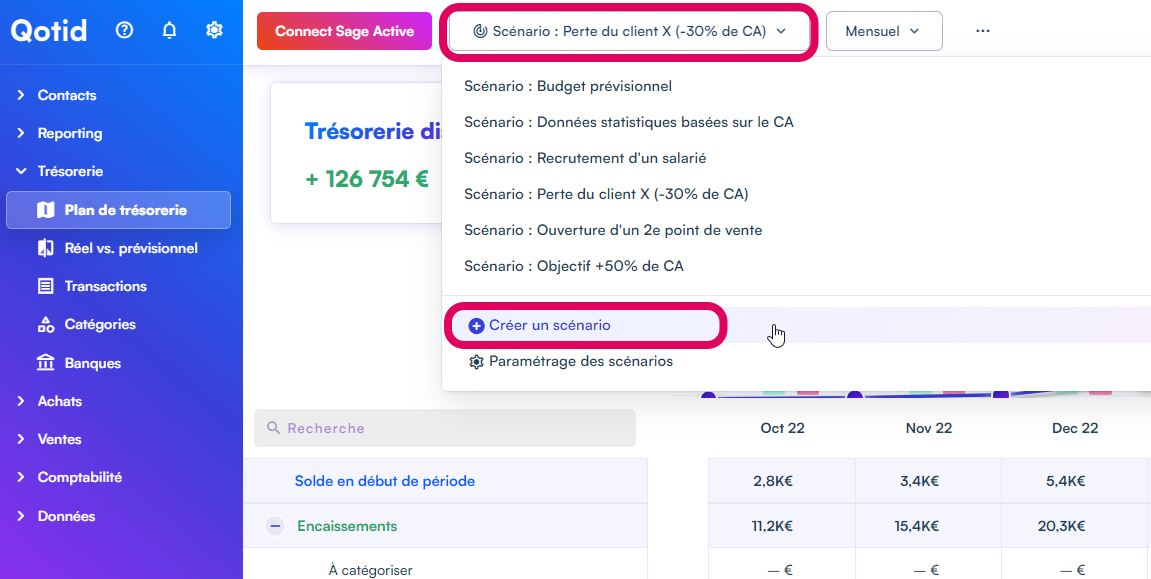 Qotid
Connect Sage Active
Scénario : Perte du client X (-30% de CA)
Mensuel
Contacts
Reporting
Trésorerie
Plan de trésorerie
Réel vs. prévisionnel
Transactions
Catégories
Banques
Achats
Ventes
Comptabilité
Données
Trésorerie di
+ 126 754 €
Scénario : Budget prévisionnel
Scénario : Données statistiques basées sur le CA
Scénario : Recrutement d'un salarié
Scénario : Perte du client X (-30% de CA)
Scénario : Ouverture d'un 2e point de vente
Scénario : Objectif +50% de CA
Créer un scénario
Paramétrage des scénarios
Recherche
Oct 22 Nov 22 Dec 22
Solde en début de période 2,8K€ 3,4K€ 5,4K€
Encaissements 11,2K€ 15,4K€ 20,3K€
À catégoriser — € — € — €